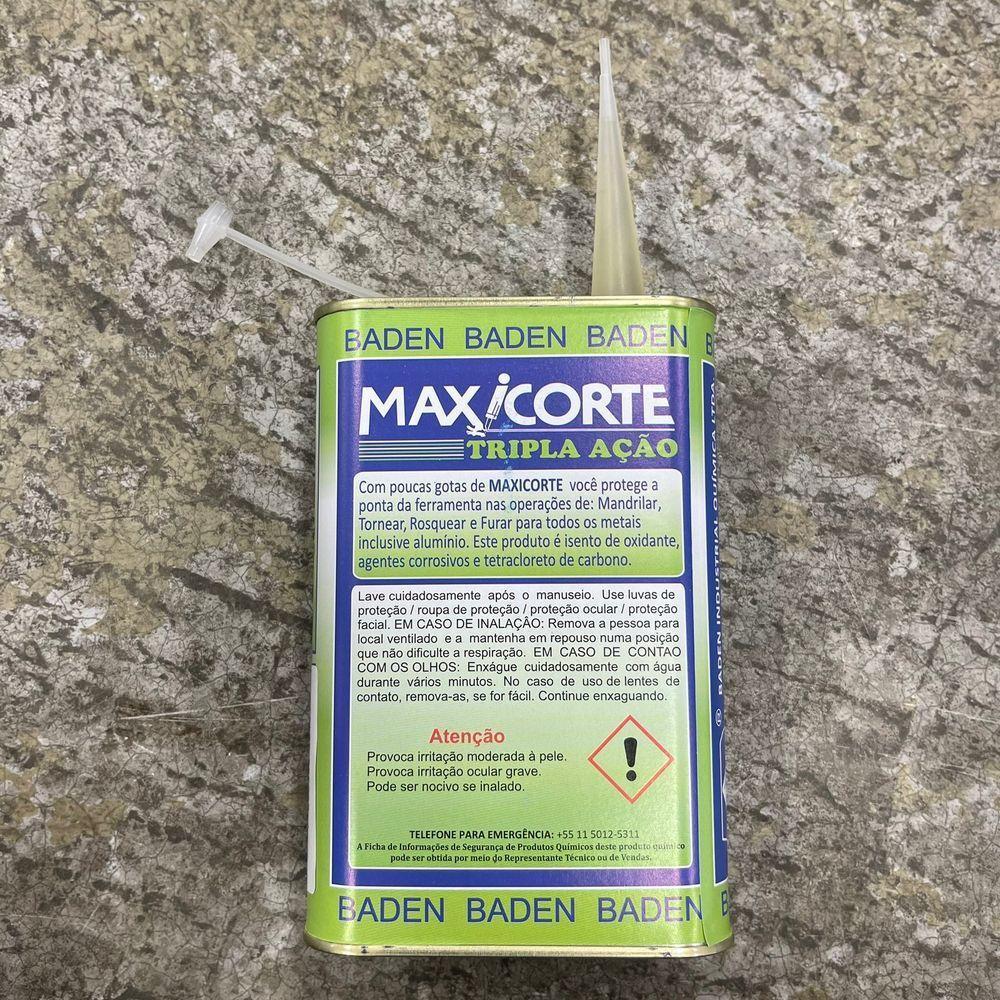 BADEN BADEN BADEN
MAXiCORTE
TRIPLA AÇÃO
Com poucas gotas de MAXICORTE você protege a
ponta da ferramenta nas operações de: Mandrilar,
Tornear, Rosquear e Furar para todos os metais
inclusive alumínio. Este produto é isento de oxidante,
agentes corrosivos e tetracloreto de carbono.
Lave cuidadosamente após o manuseio. Use luvas de
proteção / roupa de proteção / proteção ocular / proteção
facial. EM CASO DE INALAÇÂO: Remova a pessoa para
local ventilado e a mantenha em repouso numa posição
que não dificulte a respiração. EM CASO DE CONTAO
COM OS OLHOS: Enxágue cuidadosamente com água
durante vários minutos. No caso de uso de lentes de
contato, remova-as, se for fácil. Continue enxaguando.
Atenção
Provoca irritação moderada à pele.
Provoca irritação ocular grave.
Pode ser nocivo se inalado.
TELEFONE PARA EMERGÊNCIA: +55 11 5012-5311
A Ficha de Informações de Segurança de Produtos Químicos deste produto químico
pode ser obtida por meio do Representante Técnico ou de Vendas.
BADEN BADEN BADEN
® BADEN INDUSTRIAL QUÍMICA LTDA